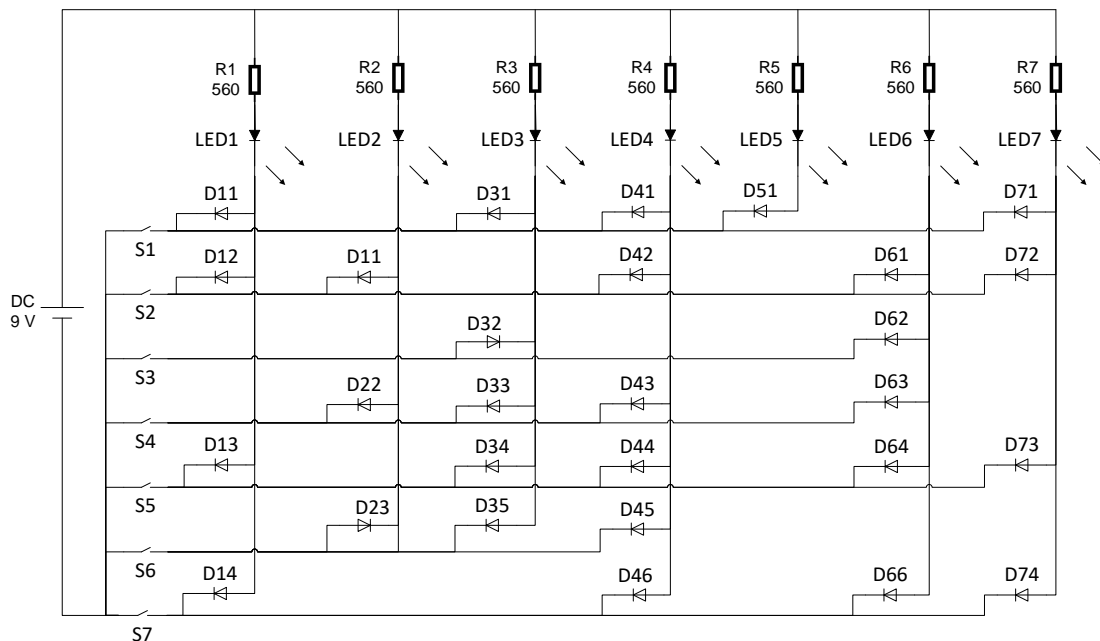 R1
560
R2
560
R3
560
R4
560
R5
560
R6
560
R7
560
LED1
LED2
LED3
LED4
LED5
LED6
LED7
D11
D31
D41
D51
D71
S1
D12
D11
D42
D61
D72
DC
9 V
S2
D32
D62
S3
D22
D33
D43
D63
S4
D13
D34
D44
D64
D73
S5
D23
D35
D45
S6
D14
D46
D66
D74
S7